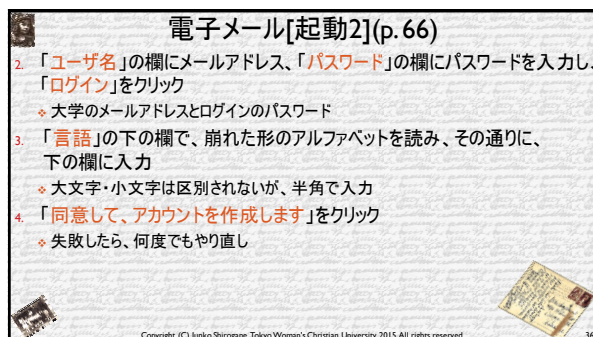 電子メール[起動2](p.66)
2. 「ユーザ名」の欄にメールアドレス、「パスワード」の欄にパスワードを入力し、
「ログイン」をクリック
大学のメールアドレスとログインのパスワード
3. 「言語」の下の欄で、崩れた形のアルファベットを読み、その通りに、
下の欄に入力
大文字・小文字は区別されないが、半角で入力
4. 「同意して、アカウントを作成します」をクリック
失敗したら、何度でもやり直し
Copyright (C) Junko Shirogane, Tokyo Woman's Christian University 2015. All rights reserved. 36